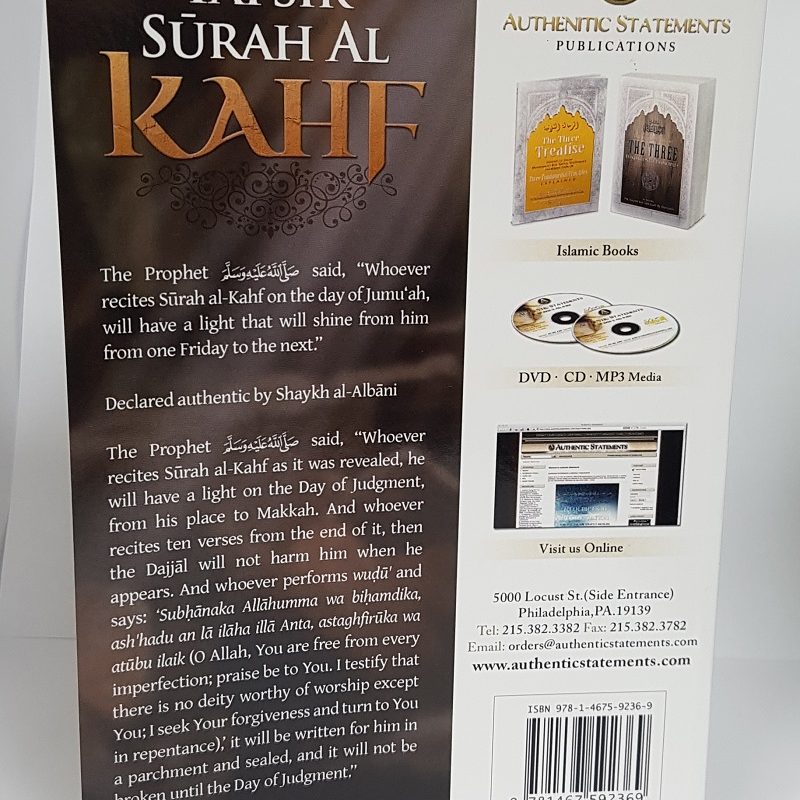 TAFSĪR
SŪRAH AL
KAHF
The Prophet ﷺ said, “Whoever
recites Sūrah al-Kahf on the day of Jumu‘ah,
will have a light that will shine from him
from one Friday to the next.”
Declared authentic by Shaykh al-Albāni
The Prophet ﷺ said, “Whoever
recites Sūrah al-Kahf as it was revealed, he
will have a light on the Day of Judgment,
from his place to Makkah. And whoever
recites ten verses from the end of it, then
the Dajjāl will not harm him when he
appears. And whoever performs wuḍū' and
says: ‘Subḥānaka Allāhumma wa biḥamdika,
ash'hadu an lā ilāha illā Anta, astaghfirūka wa
atūbu ilaik (O Allah, You are free from every
imperfection; praise be to You. I testify that
there is no deity worthy of worship except
You; I seek Your forgiveness and turn to You
in repentance),’ it will be written for him in
a parchment and sealed, and it will not be
broken until the Day of Judgment.”
AUTHENITIC STATEMENTS
PUBLICATIONS
The Three
Treatise
EXPLAINED
THE THREE
Islamic Books
DVD · CD · MP3 Media
AUTHENTIC STATEMENTS
Visit us Online
5000 Locust St.(Side Entrance)
Philadelphia,PA.19139
Tel: 215.382.3382 Fax: 215.382.3782
Email: orders@authenticstatements.com
www.authenticstatements.com
ISBN 978-1-4675-9236-9
9 781467 592369